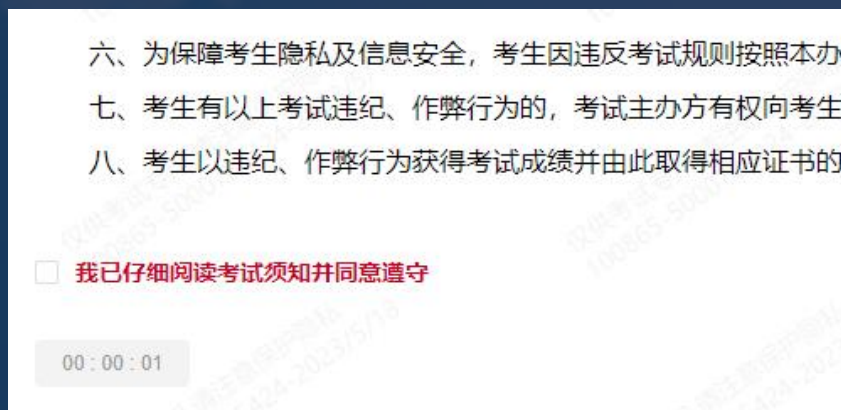 六、为保障考生隐私及信息安全，考生因违反考试规则按照本办
七、考生有以上考试违纪、作弊行为的，考试主办方有权向考生
八、考生以违纪、作弊行为获得考试成绩并由此取得相应证书的
我已仔细阅读考试须知并同意遵守
00 : 00 : 01